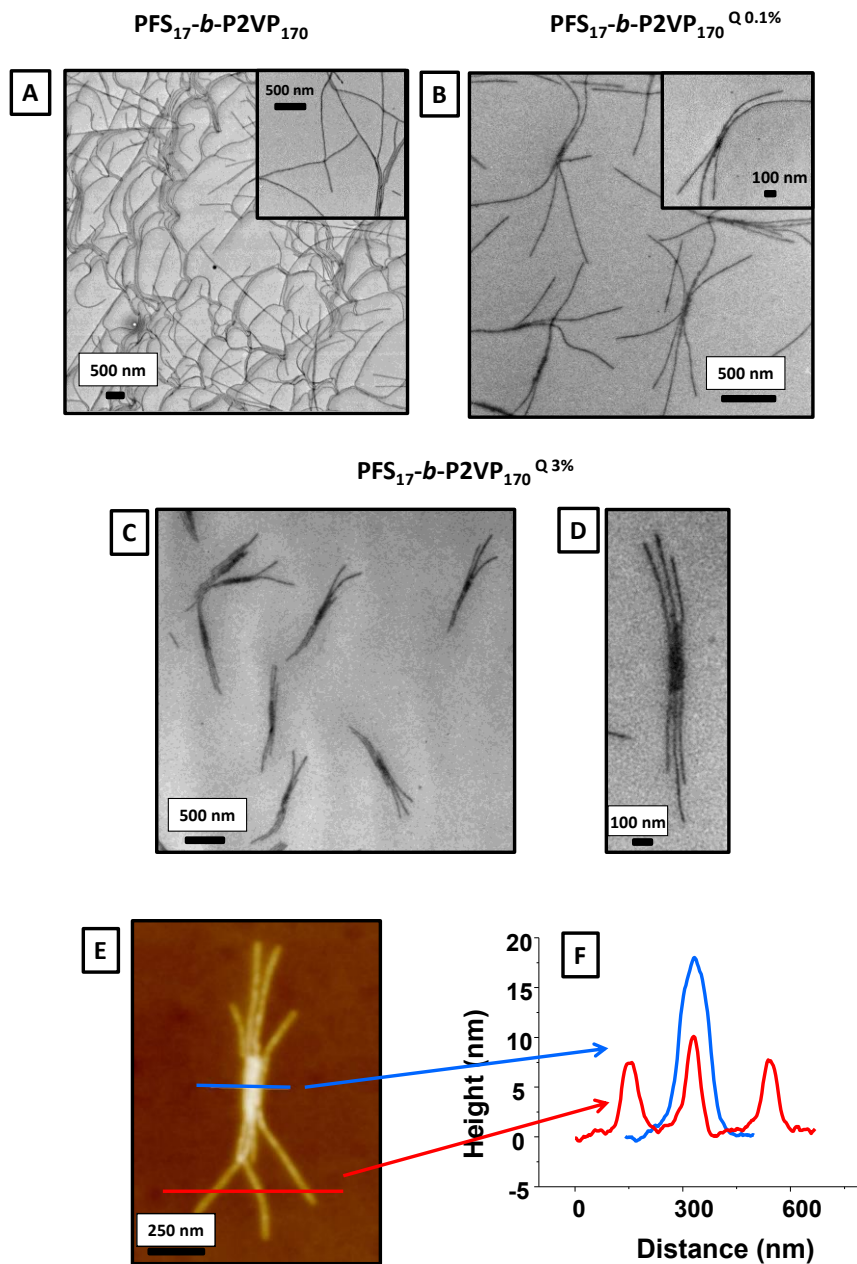 PFS₁₇-b-P2VP₁₇₀
PFS₁₇-b-P2VP₁₇₀ Q 0.1%
A
500 nm
500 nm
B
100 nm
500 nm
PFS₁₇-b-P2VP₁₇₀ Q 3%
C
500 nm
D
100 nm
E
250 nm
F
20
15
10
5
0
-5
Height (nm)
0 300 600
Distance (nm)